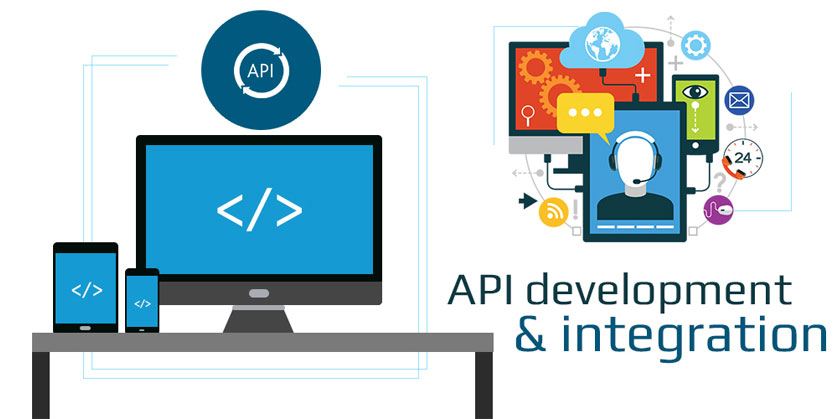 API
</>
</>
</>
24
?
!
API development
& integration